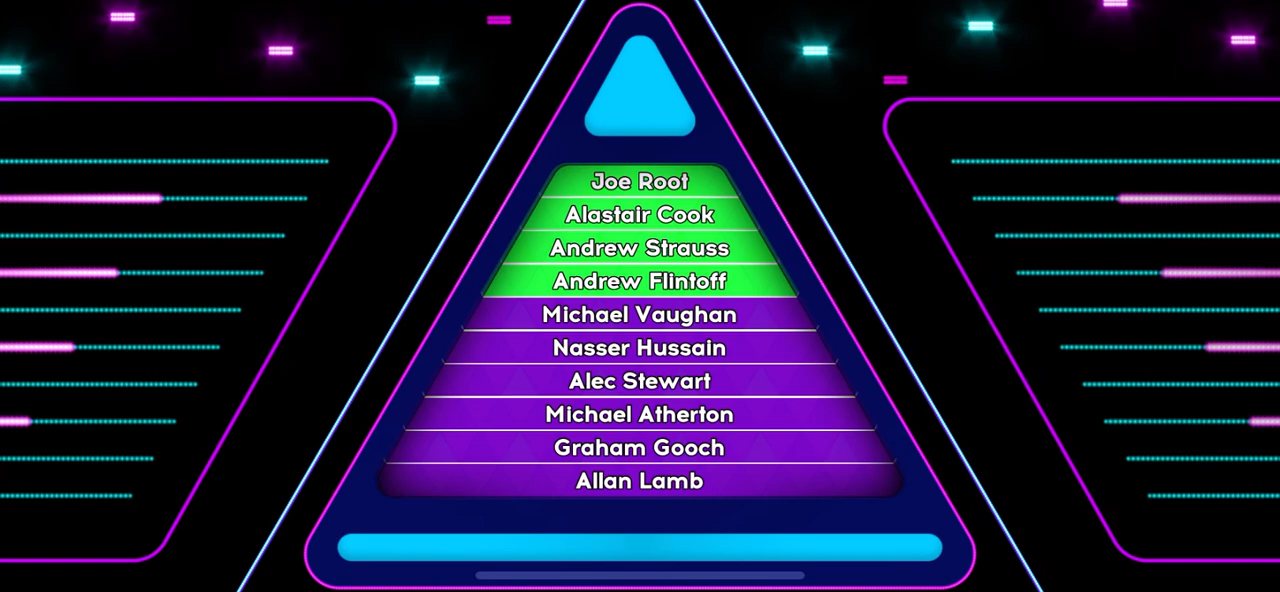 Joe Root
Alastair Cook
Andrew Strauss
Andrew Flintoff
Michael Vaughan
Nasser Hussain
Alec Stewart
Michael Atherton
Graham Gooch
Allan Lamb